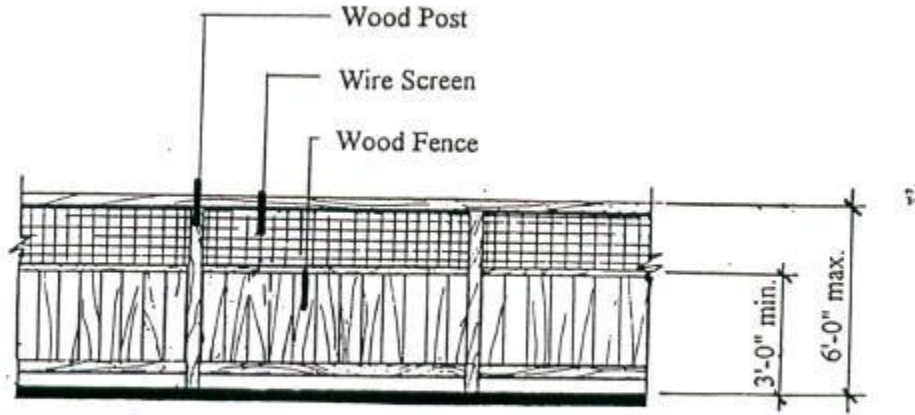 Wood Post
Wire Screen
Wood Fence
3'-0" min.
6'-0" max.